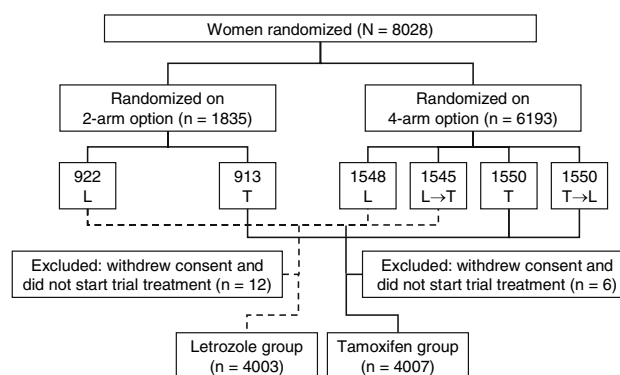 Women randomized (N = 8028)
Randomized on
2-arm option (n = 1835)
Randomized on
4-arm option (n = 6193)
922
L
913
T
1548
L
1545
L→T
1550
T
1550
T→L
Excluded: withdrew consent and
did not start trial treatment (n = 12)
Excluded: withdrew consent and
did not start trial treatment (n = 6)
Letrozole group
(n = 4003)
Tamoxifen group
(n = 4007)